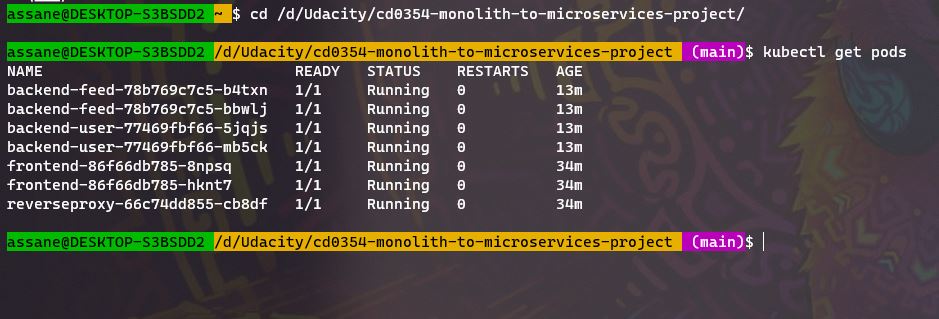 assane@DESKTOP-S3BSDD2 ~ $ cd /d/Udacity/cd0354-monolith-to-microservices-project/
assane@DESKTOP-S3BSDD2 /d/Udacity/cd0354-monolith-to-microservices-project (main)$ kubectl get pods
NAME READY STATUS RESTARTS AGE
backend-feed-78b769c7c5-b4txn 1/1 Running 0 13m
backend-feed-78b769c7c5-bbwlj 1/1 Running 0 13m
backend-user-77469fbf66-5jqjs 1/1 Running 0 13m
backend-user-77469fbf66-mb5ck 1/1 Running 0 13m
frontend-86f66db785-8npsq 1/1 Running 0 34m
frontend-86f66db785-hknt7 1/1 Running 0 34m
reverseproxy-66c74dd855-cb8df 1/1 Running 0 34m
assane@DESKTOP-S3BSDD2 /d/Udacity/cd0354-monolith-to-microservices-project (main)$